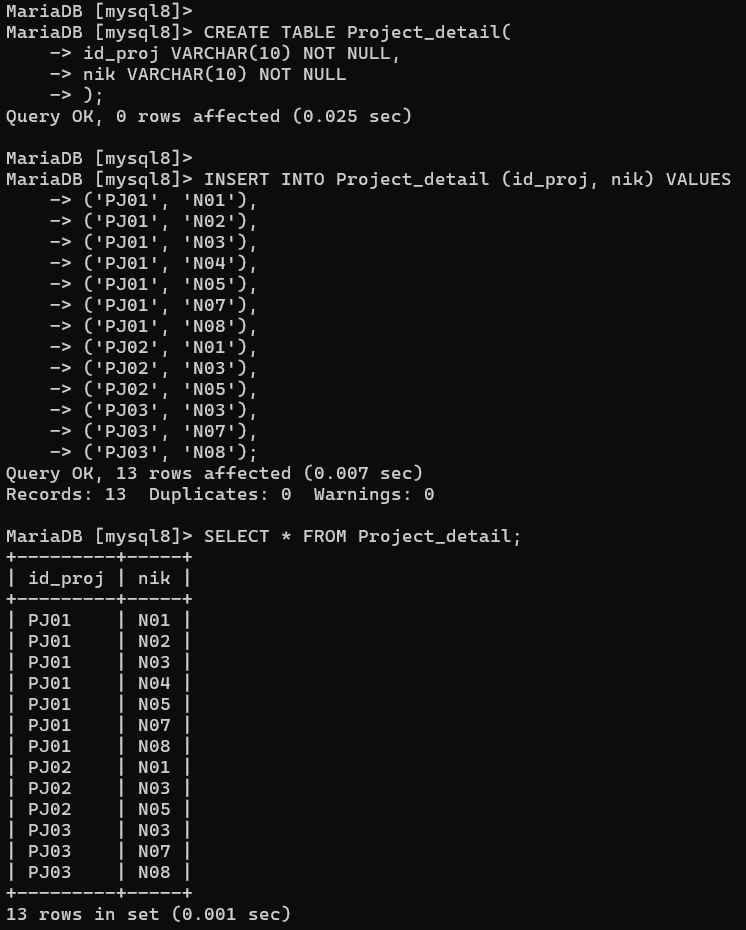 MariaDB [mysql8]>
MariaDB [mysql8]> CREATE TABLE Project_detail(
    -> id_proj VARCHAR(10) NOT NULL,
    -> nik VARCHAR(10) NOT NULL
    -> );
Query OK, 0 rows affected (0.025 sec)

MariaDB [mysql8]>
MariaDB [mysql8]> INSERT INTO Project_detail (id_proj, nik) VALUES
    -> ('PJ01', 'N01'),
    -> ('PJ01', 'N02'),
    -> ('PJ01', 'N03'),
    -> ('PJ01', 'N04'),
    -> ('PJ01', 'N05'),
    -> ('PJ01', 'N07'),
    -> ('PJ01', 'N08'),
    -> ('PJ02', 'N01'),
    -> ('PJ02', 'N03'),
    -> ('PJ02', 'N05'),
    -> ('PJ03', 'N03'),
    -> ('PJ03', 'N07'),
    -> ('PJ03', 'N08');
Query OK, 13 rows affected (0.007 sec)
Records: 13  Duplicates: 0  Warnings: 0

MariaDB [mysql8]> SELECT * FROM Project_detail;
+---------+-----+
| id_proj | nik |
+---------+-----+
| PJ01    | N01 |
| PJ01    | N02 |
| PJ01    | N03 |
| PJ01    | N04 |
| PJ01    | N05 |
| PJ01    | N07 |
| PJ01    | N08 |
| PJ02    | N01 |
| PJ02    | N03 |
| PJ02    | N05 |
| PJ03    | N03 |
| PJ03    | N07 |
| PJ03    | N08 |
+---------+-----+
13 rows in set (0.001 sec)